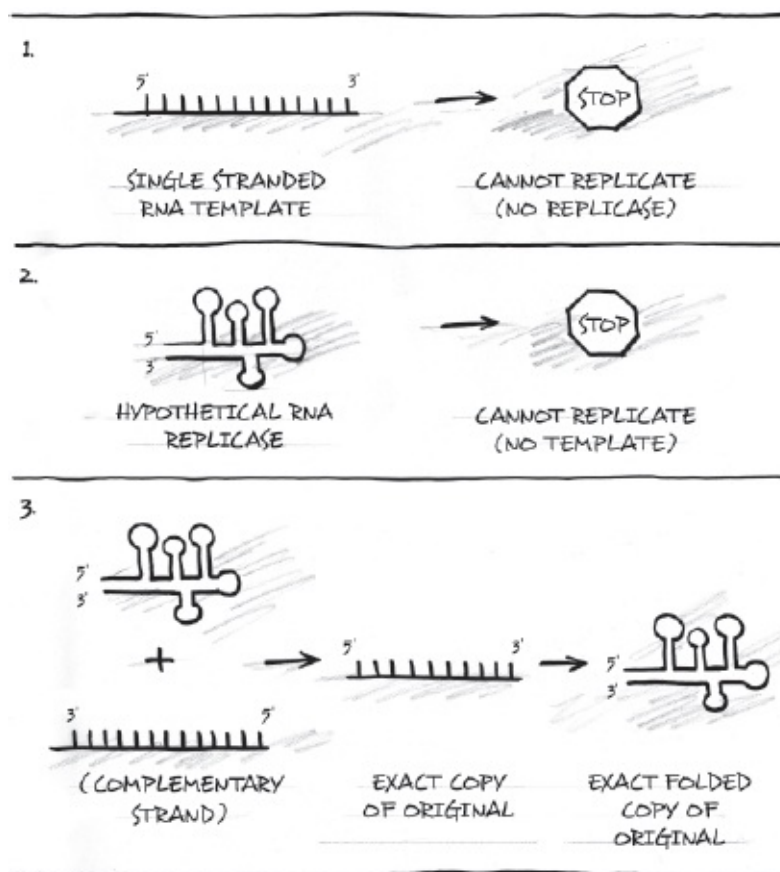 1.
5' 3'
STOP
SINGLE STRANDED
RNA TEMPLATE
CANNOT REPLICATE
(NO REPLICASE)
2.
5'
3'
STOP
HYPOTHETICAL RNA
REPLICASE
CANNOT REPLICATE
(NO TEMPLATE)
3.
5'
3'
+
3' 5'
(COMPLEMENTARY
STRAND)
5' 3'
EXACT COPY
OF ORIGINAL
5'
3'
EXACT FOLDED
COPY OF
ORIGINAL